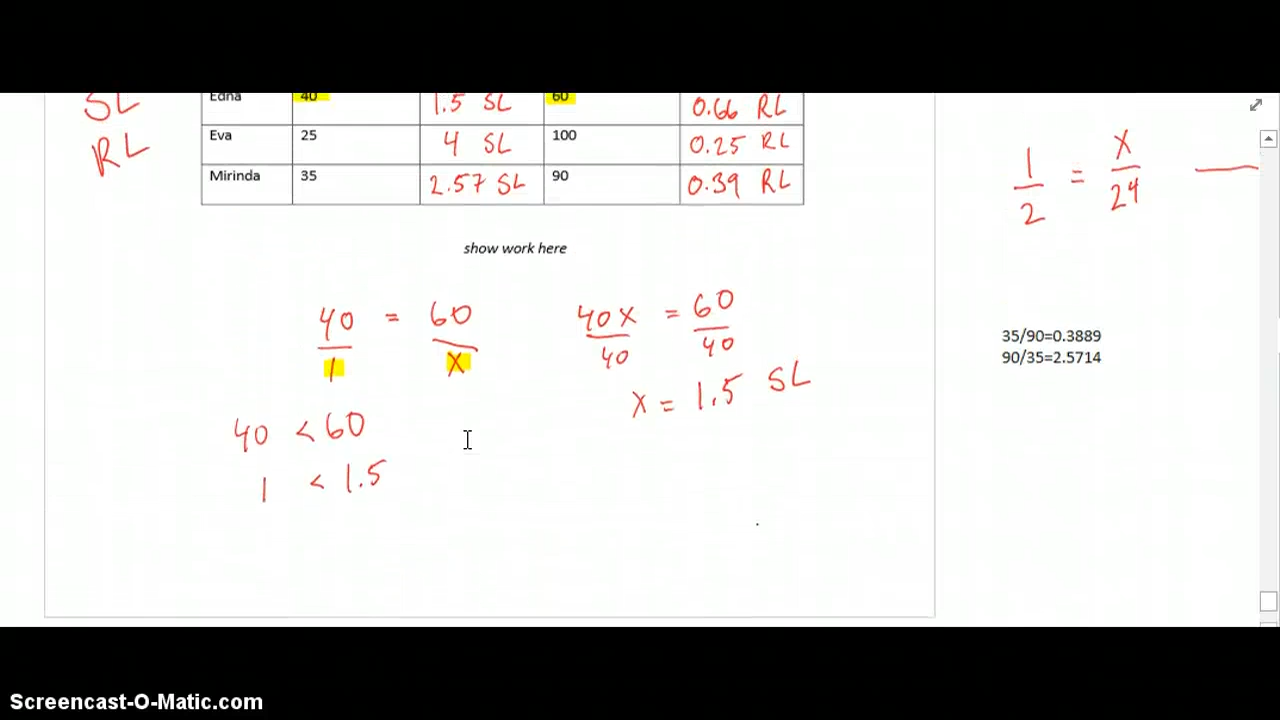 SL
RL
Edna 40 1.5 SL 60 0.66 RL
Eva 25 4 SL 100 0.25 RL
Mirinda 35 2.57 SL 90 0.39 RL
1/2 = x/24
show work here
40/1 = 60/x
40x/40 = 60/40
x = 1.5 SL
40 < 60
1 < 1.5
35/90=0.3889
90/35=2.5714
Screencast-O-Matic.com